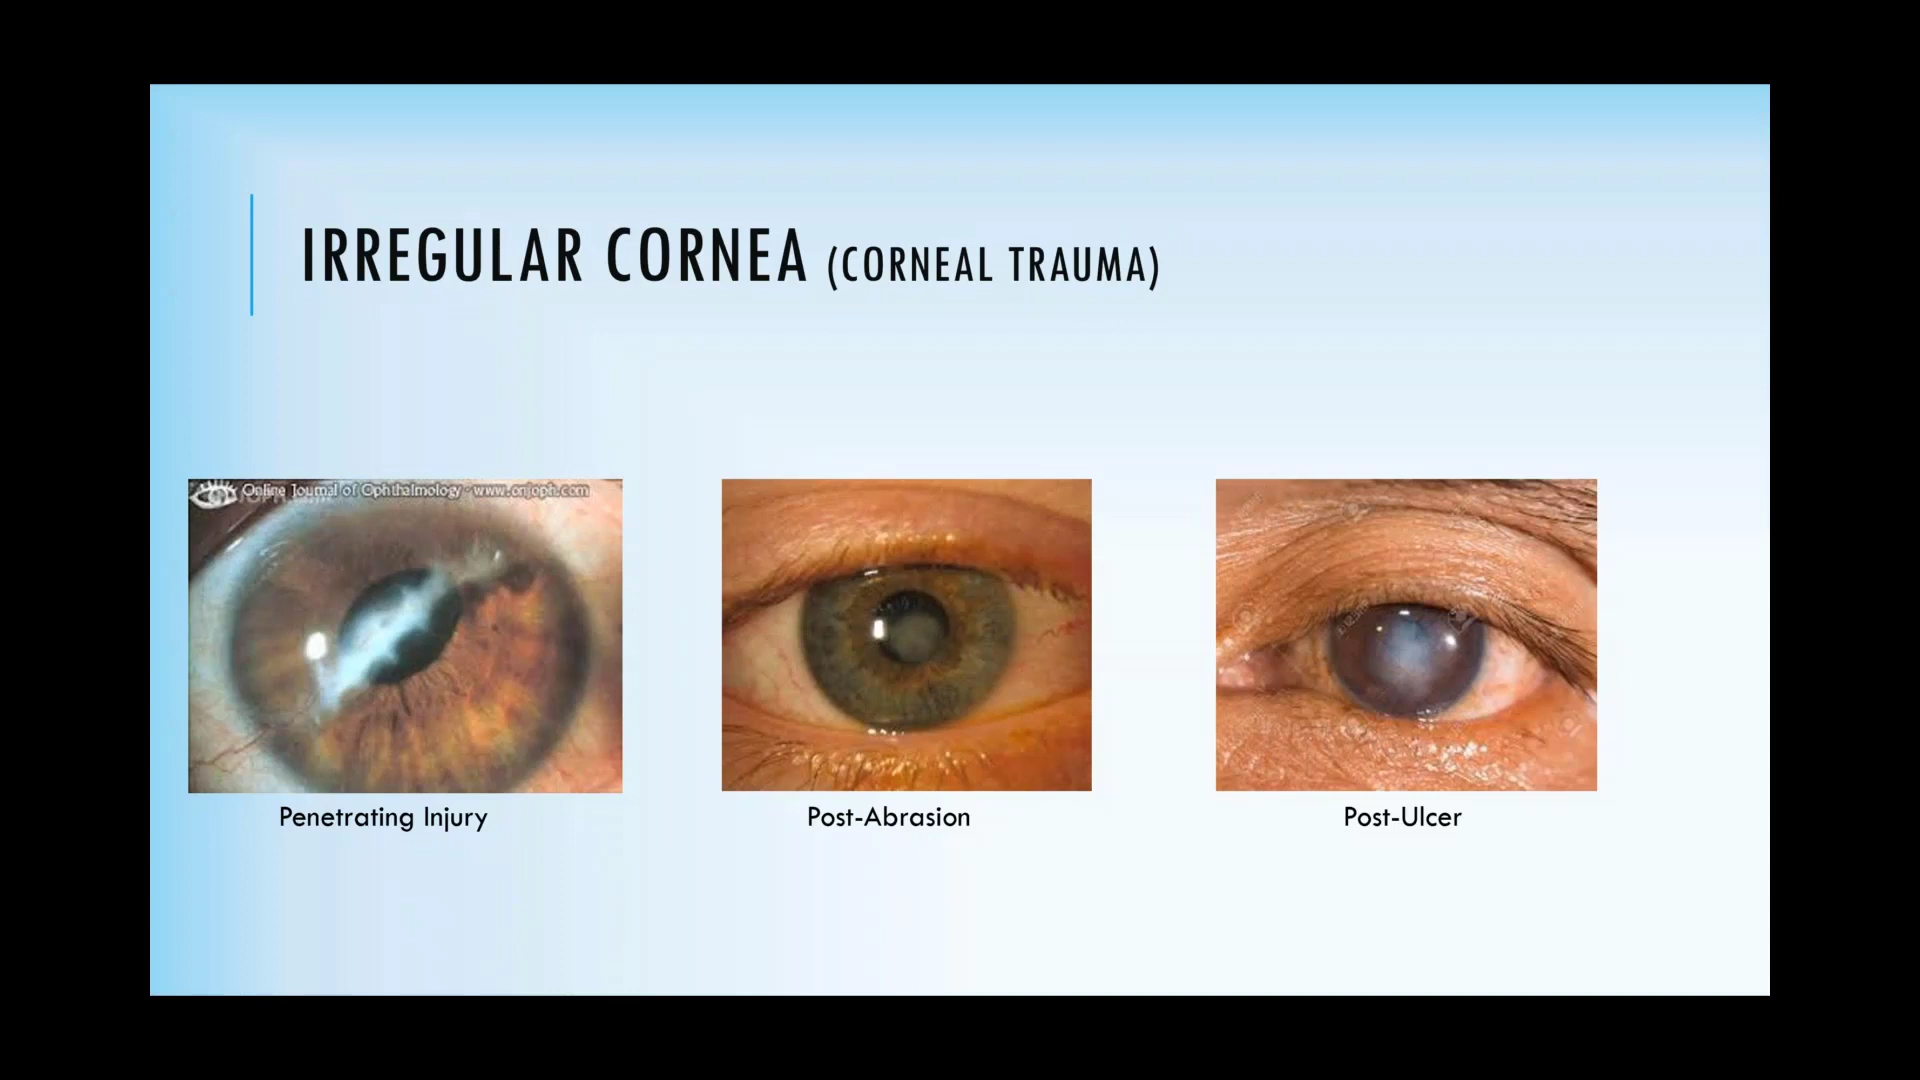 IRREGULAR CORNEA (CORNEAL TRAUMA)
Online Journal of Ophthalmology - www.onjoph.com
Penetrating Injury
Post-Abrasion
Post-Ulcer